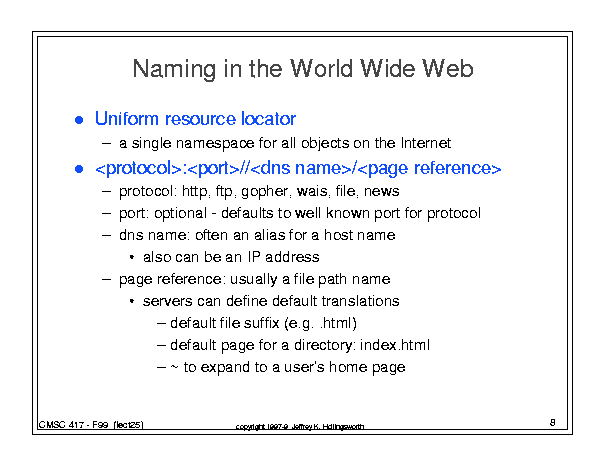 Naming in the World Wide Web
● Uniform resource locator
– a single namespace for all objects on the Internet
● <protocol>:<port>//<dns name>/<page reference>
– protocol: http, ftp, gopher, wais, file, news
– port: optional - defaults to well known port for protocol
– dns name: often an alias for a host name
• also can be an IP address
– page reference: usually a file path name
• servers can define default translations
– default file suffix (e.g. .html)
– default page for a directory: index.html
– ~ to expand to a user's home page
CMSC 417 - F99 (lect25)
copyright 1997-9 Jeffrey K. Hollingsworth
8